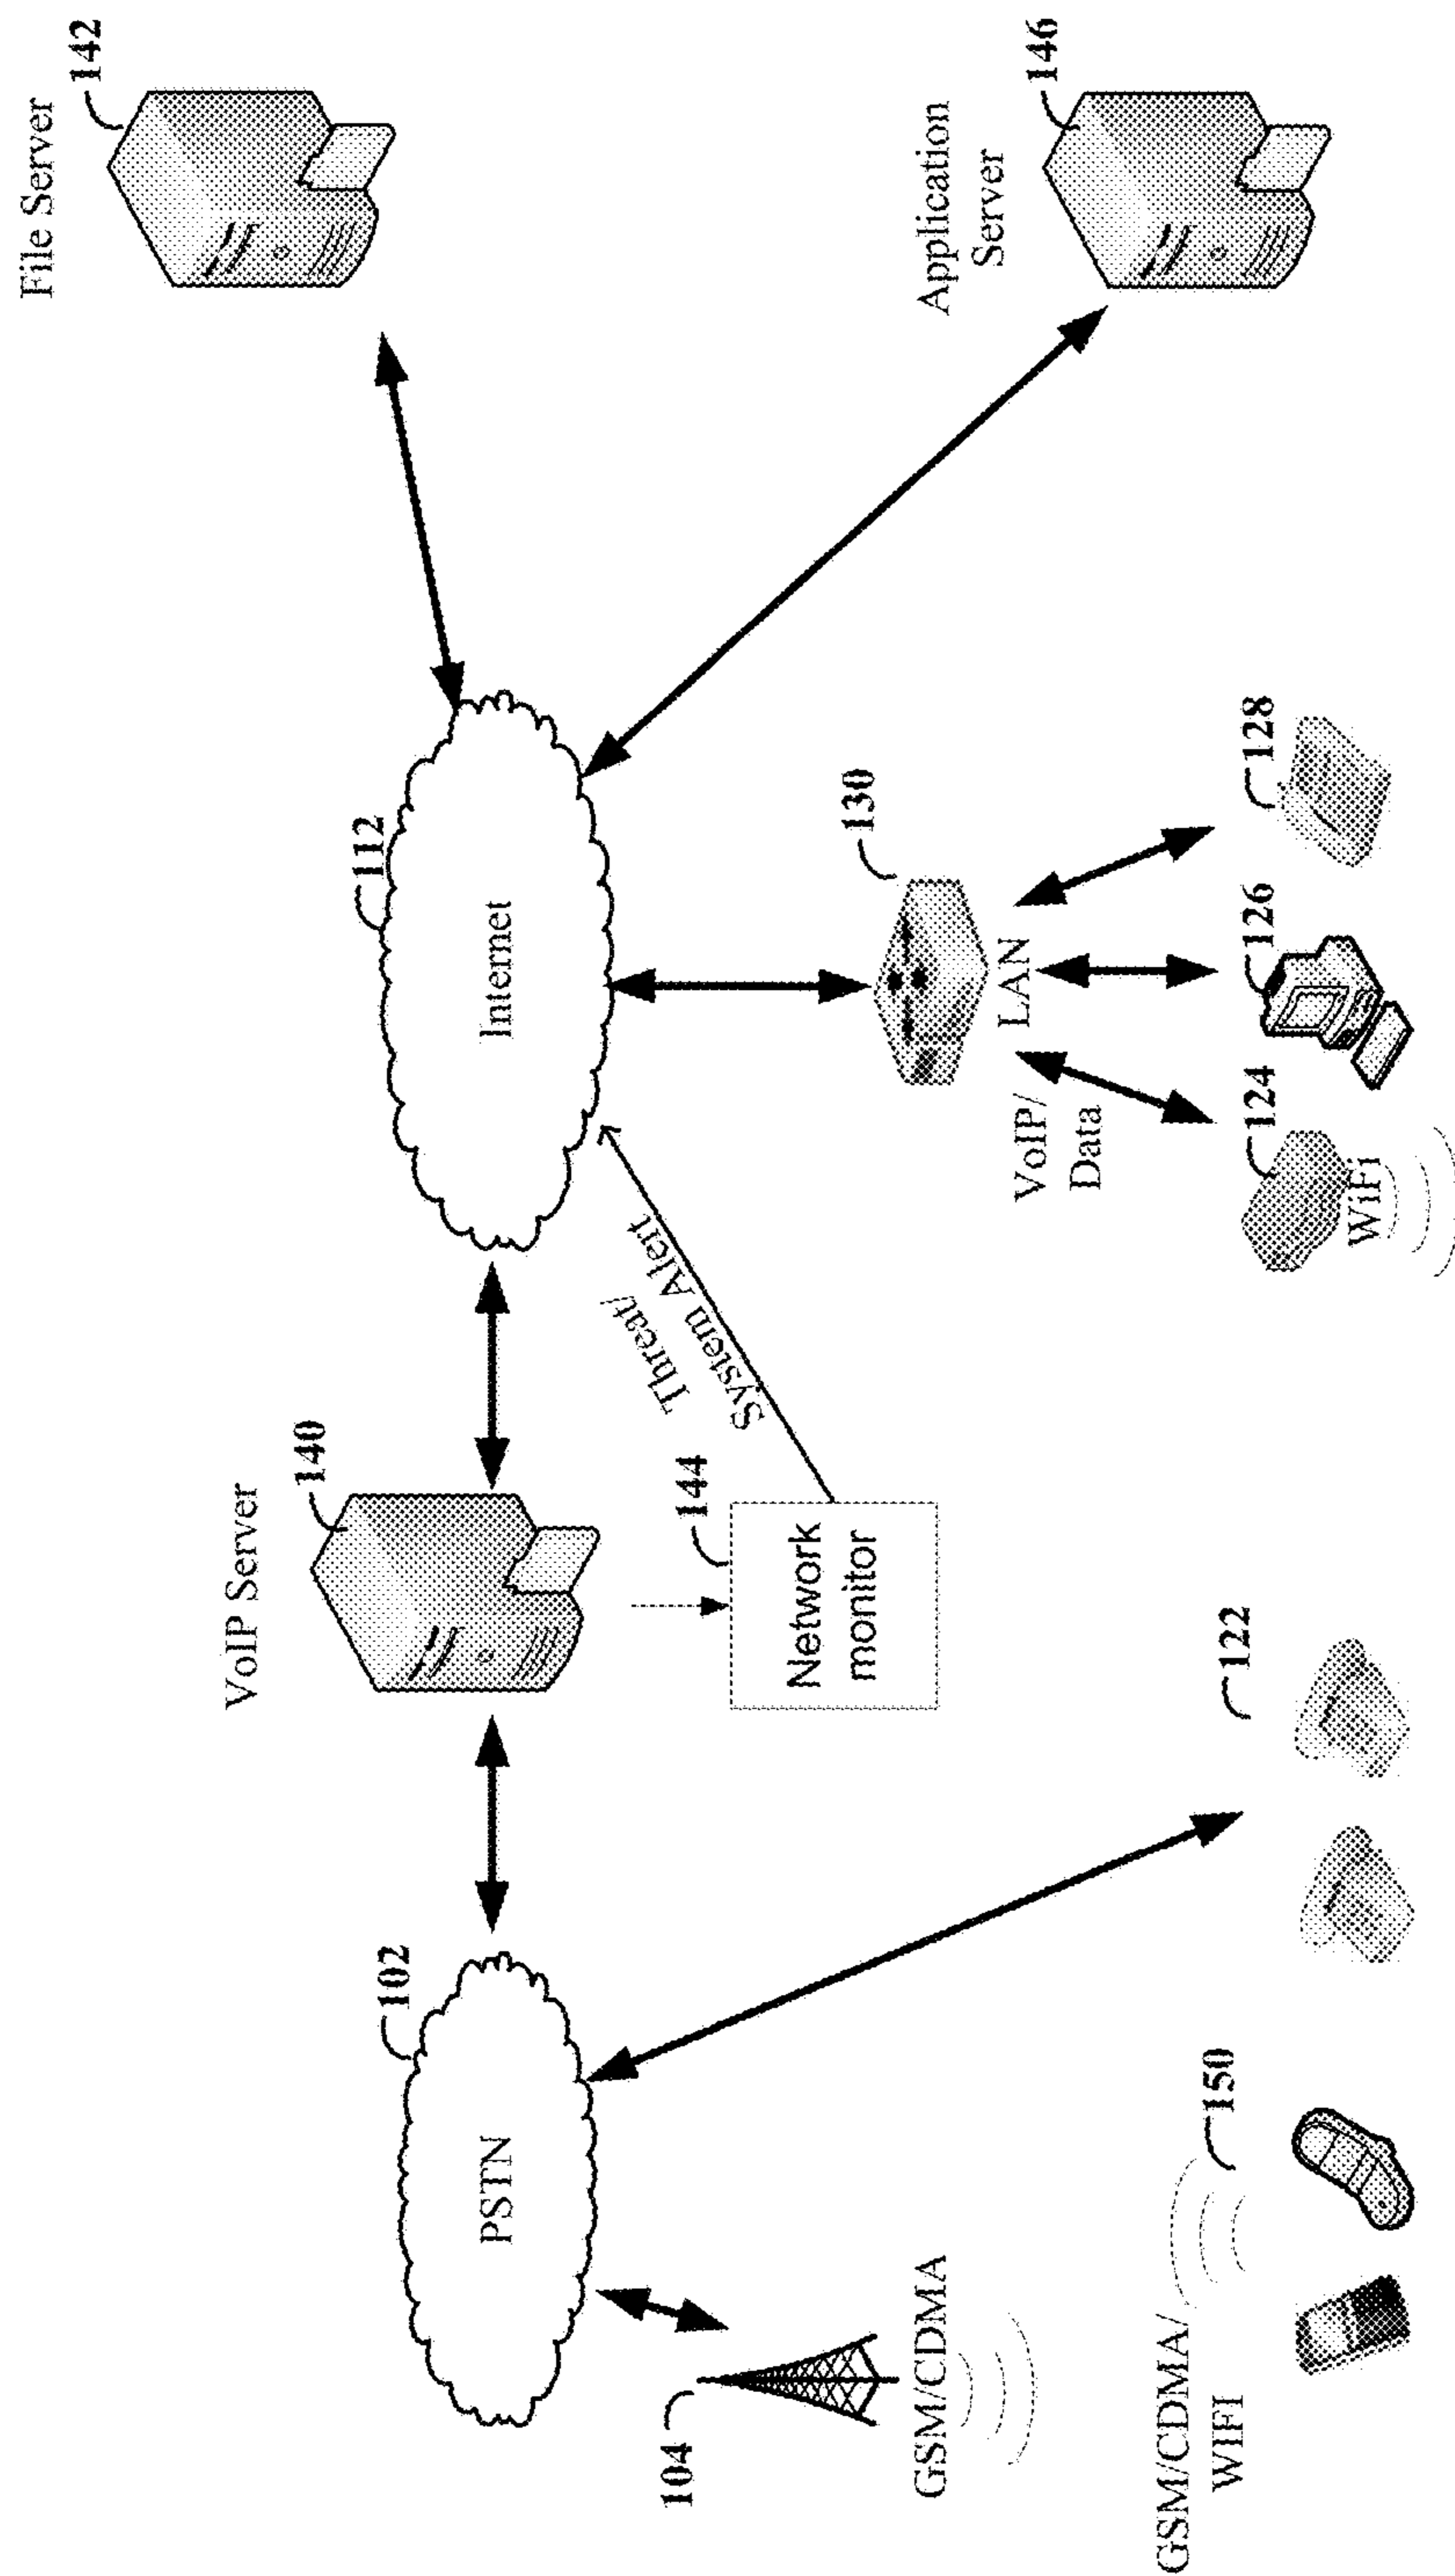 File Server
142
VoIP Server
140
112
Internet
102
PSTN
Threat/
System Alert
144
Network
monitor
104
GSM/CDMA
130
LAN
VoIP/
Data
Application
Server
146
GSM/CDMA/
WIFI
150
122
124
WiFi
126
128